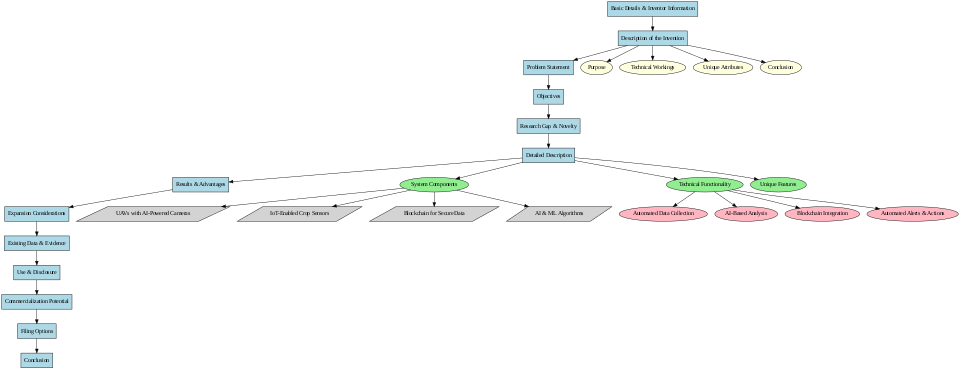 Basic Details & Inventor Information
Description of the Invention
Problem Statement
Purpose
Technical Workings
Unique Attributes
Conclusion
Objectives
Research Gap & Novelty
Detailed Description
Results & Advantages
System Components
Technical Functionality
Unique Features
Expansion Considerations
UAVs with AI-Powered Cameras
IoT-Enabled Crop Sensors
Blockchain for Secure Data
AI & ML Algorithms
Automated Data Collection
AI-Based Analysis
Blockchain Integration
Automated Alerts & Actions
Existing Data & Evidence
Use & Disclosure
Commercialization Potential
Filing Options
Conclusion